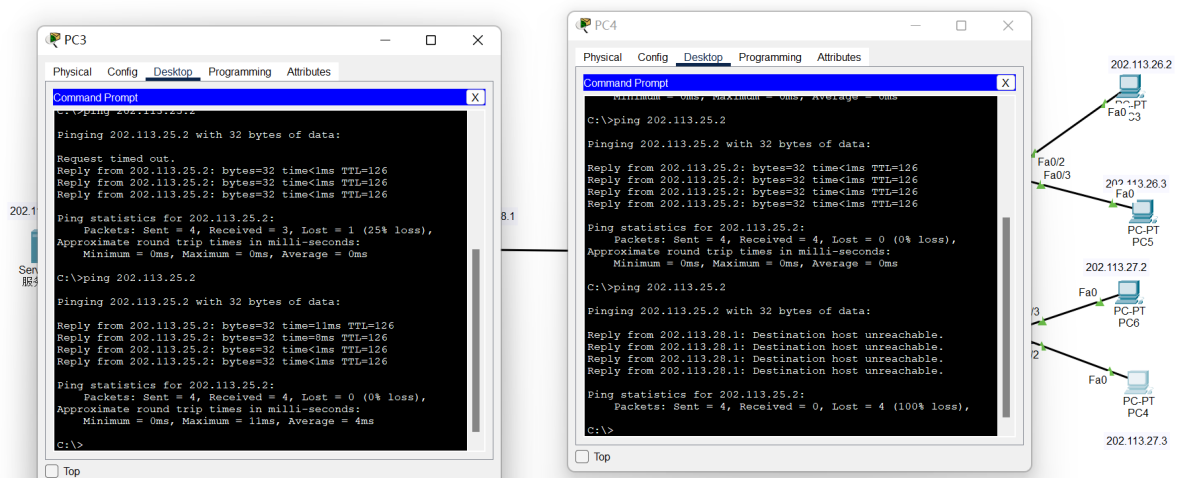 PC3
Physical Config Desktop Programming Attributes
Command Prompt
X
C:\>ping 202.113.25.2
Pinging 202.113.25.2 with 32 bytes of data:
Request timed out.
Reply from 202.113.25.2: bytes=32 time<1ms TTL=126
Reply from 202.113.25.2: bytes=32 time<1ms TTL=126
Reply from 202.113.25.2: bytes=32 time<1ms TTL=126
Ping statistics for 202.113.25.2:
Packets: Sent = 4, Received = 3, Lost = 1 (25% loss),
Approximate round trip times in milli-seconds:
Minimum = 0ms, Maximum = 0ms, Average = 0ms
C:\>ping 202.113.25.2
Pinging 202.113.25.2 with 32 bytes of data:
Reply from 202.113.25.2: bytes=32 time=11ms TTL=126
Reply from 202.113.25.2: bytes=32 time=8ms TTL=126
Reply from 202.113.25.2: bytes=32 time<1ms TTL=126
Reply from 202.113.25.2: bytes=32 time<1ms TTL=126
Ping statistics for 202.113.25.2:
Packets: Sent = 4, Received = 4, Lost = 0 (0% loss),
Approximate round trip times in milli-seconds:
Minimum = 0ms, Maximum = 11ms, Average = 4ms
C:\>
Top
PC4
Physical Config Desktop Programming Attributes
Command Prompt
X
Minimum = 0ms, Maximum = 0ms, Average = 0ms
C:\>ping 202.113.25.2
Pinging 202.113.25.2 with 32 bytes of data:
Reply from 202.113.25.2: bytes=32 time<1ms TTL=126
Reply from 202.113.25.2: bytes=32 time<1ms TTL=126
Reply from 202.113.25.2: bytes=32 time<1ms TTL=126
Reply from 202.113.25.2: bytes=32 time<1ms TTL=126
Ping statistics for 202.113.25.2:
Packets: Sent = 4, Received = 4, Lost = 0 (0% loss),
Approximate round trip times in milli-seconds:
Minimum = 0ms, Maximum = 0ms, Average = 0ms
C:\>ping 202.113.25.2
Pinging 202.113.25.2 with 32 bytes of data:
Reply from 202.113.28.1: Destination host unreachable.
Reply from 202.113.28.1: Destination host unreachable.
Reply from 202.113.28.1: Destination host unreachable.
Reply from 202.113.28.1: Destination host unreachable.
Ping statistics for 202.113.25.2:
Packets: Sent = 4, Received = 0, Lost = 4 (100% loss),
C:\>
Top
202.1
Serv
8.1
202.113.26.2
Fa0
Fa0/2
Fa0/3
202.113.26.3
Fa0
PC-PT
PC5
202.113.27.2
Fa0
/3
PC-PT
PC6
/2
Fa0
PC-PT
PC4
202.113.27.3